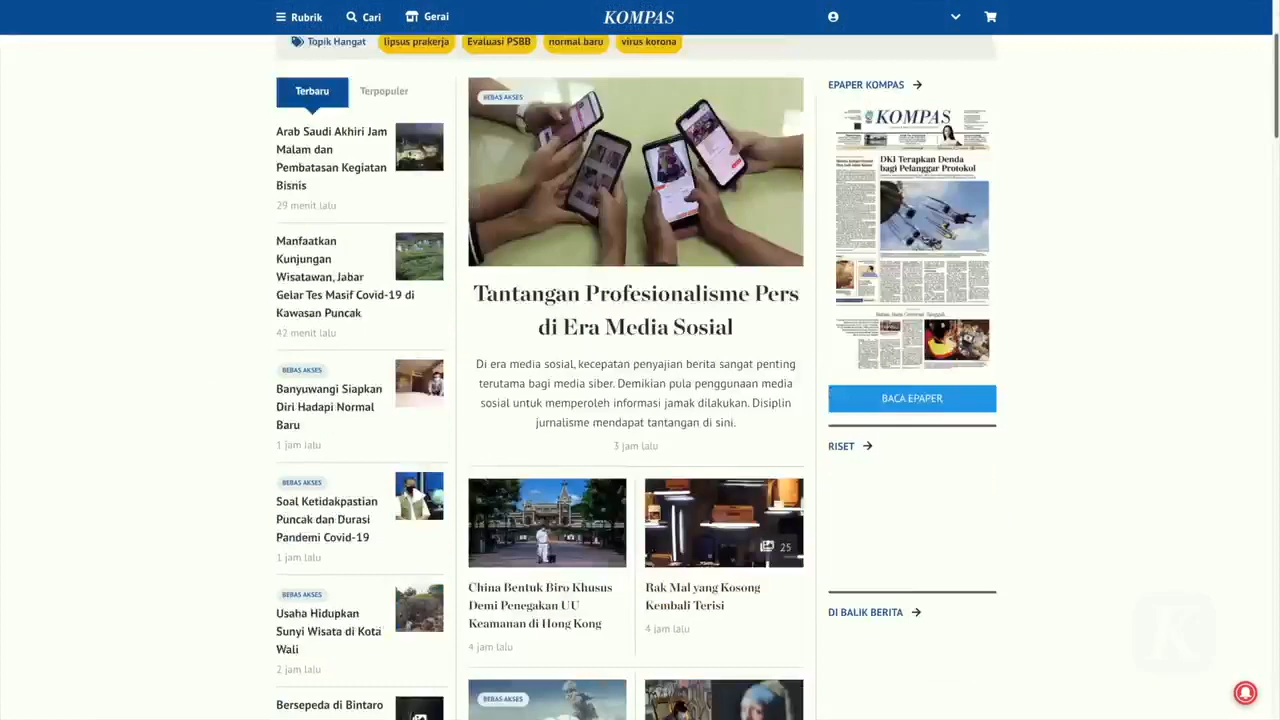 Rubrik
Cari
Gerai
KOMPAS
Topik Hangat
lipsus prakerja
Evaluasi PSBB
normal baru
virus korona
Terbaru
Terpopuler
Arab Saudi Akhiri Jam
Malam dan
Pembatasan Kegiatan
Bisnis
29 menit lalu
Manfaatkan
Kunjungan
Wisatawan, Jabar
Gelar Tes Masif Covid-19 di
Kawasan Puncak
42 menit lalu
BEBAS AKSES
Banyuwangi Siapkan
Diri Hadapi Normal
Baru
1 jam lalu
BEBAS AKSES
Soal Ketidakpastian
Puncak dan Durasi
Pandemi Covid-19
1 jam lalu
BEBAS AKSES
Usaha Hidupkan
Sunyi Wisata di Kota
Wali
2 jam lalu
Bersepeda di Bintaro
BEBAS AKSES
Tantangan Profesionalisme Pers
di Era Media Sosial
Di era media sosial, kecepatan penyajian berita sangat penting
terutama bagi media siber. Demikian pula penggunaan media
sosial untuk memperoleh informasi jamak dilakukan. Disiplin
jurnalisme mendapat tantangan di sini.
3 jam lalu
China Bentuk Biro Khusus
Demi Penegakan UU
Keamanan di Hong Kong
4 jam lalu
25
Rak Mal yang Kosong
Kembali Terisi
4 jam lalu
BEBAS AKSES
EPAPER KOMPAS
KOMPAS
DKI Terapkan Denda
bagi Pelanggar Protokol
BACA EPAPER
RISET
DI BALIK BERITA
K